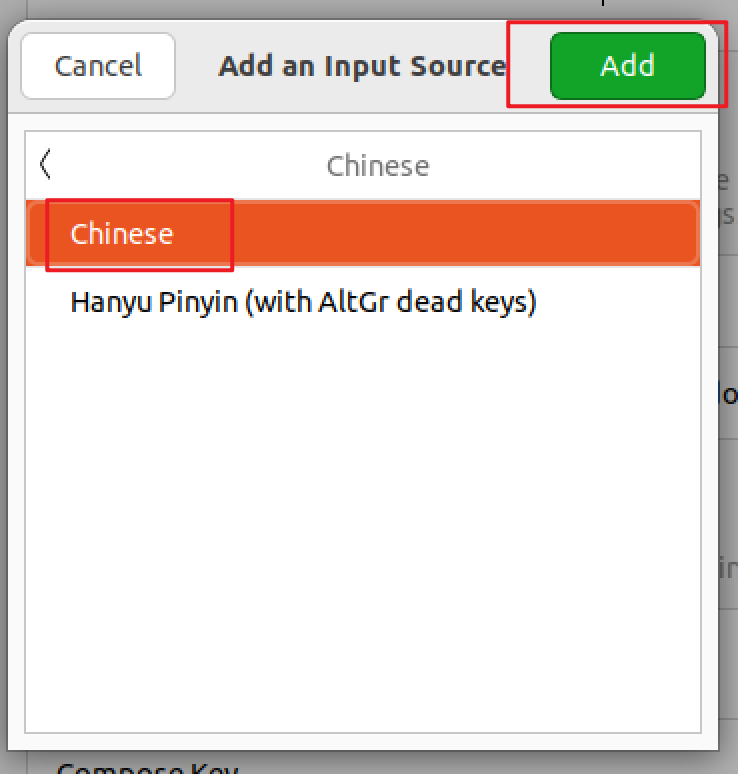 Cancel
Add an Input Source
Add
Chinese
Chinese
Hanyu Pinyin (with AltGr dead keys)
Compose Key